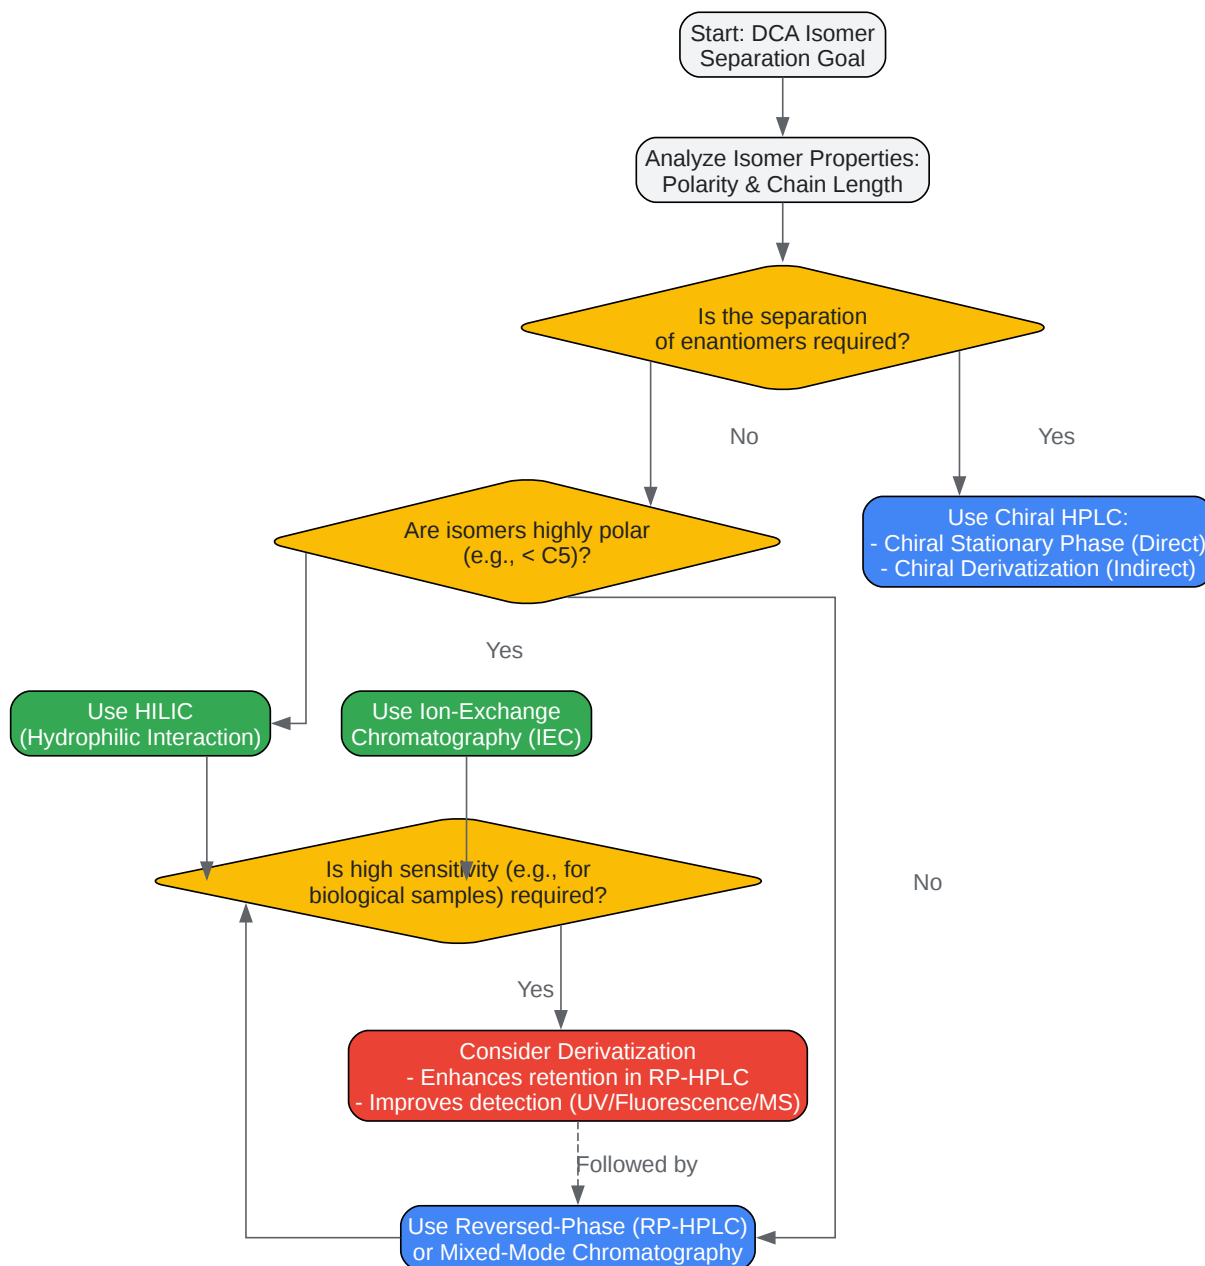 Start: DCA Isomer
Separation Goal
Analyze Isomer Properties:
Polarity & Chain Length
Is the separation
of enantiomers required?
No
Yes
Are isomers highly polar
(e.g., < C5)?
Use Chiral HPLC:
- Chiral Stationary Phase (Direct)
- Chiral Derivatization (Indirect)
Yes
Use HILIC
(Hydrophilic Interaction)
Use Ion-Exchange
Chromatography (IEC)
Is high sensitivity (e.g., for
biological samples) required?
No
Yes
Consider Derivatization
- Enhances retention in RP-HPLC
- Improves detection (UV/Fluorescence/MS)
Followed by
Use Reversed-Phase (RP-HPLC)
or Mixed-Mode Chromatography